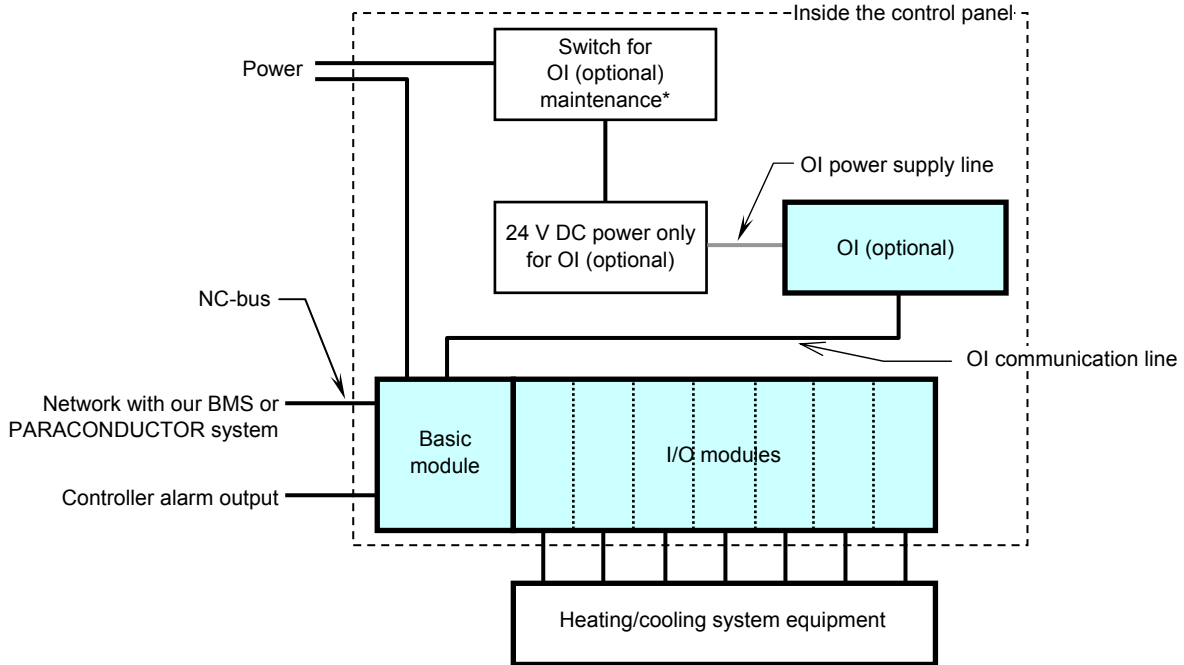 Inside the control panel
Switch for
OI (optional)
maintenance*
Power
OI power supply line
24 V DC power only
for OI (optional)
OI (optional)
NC-bus
OI communication line
Network with our BMS or
PARACONDUCTOR system
Basic
module
I/O modules
Controller alarm output
Heating/cooling system equipment